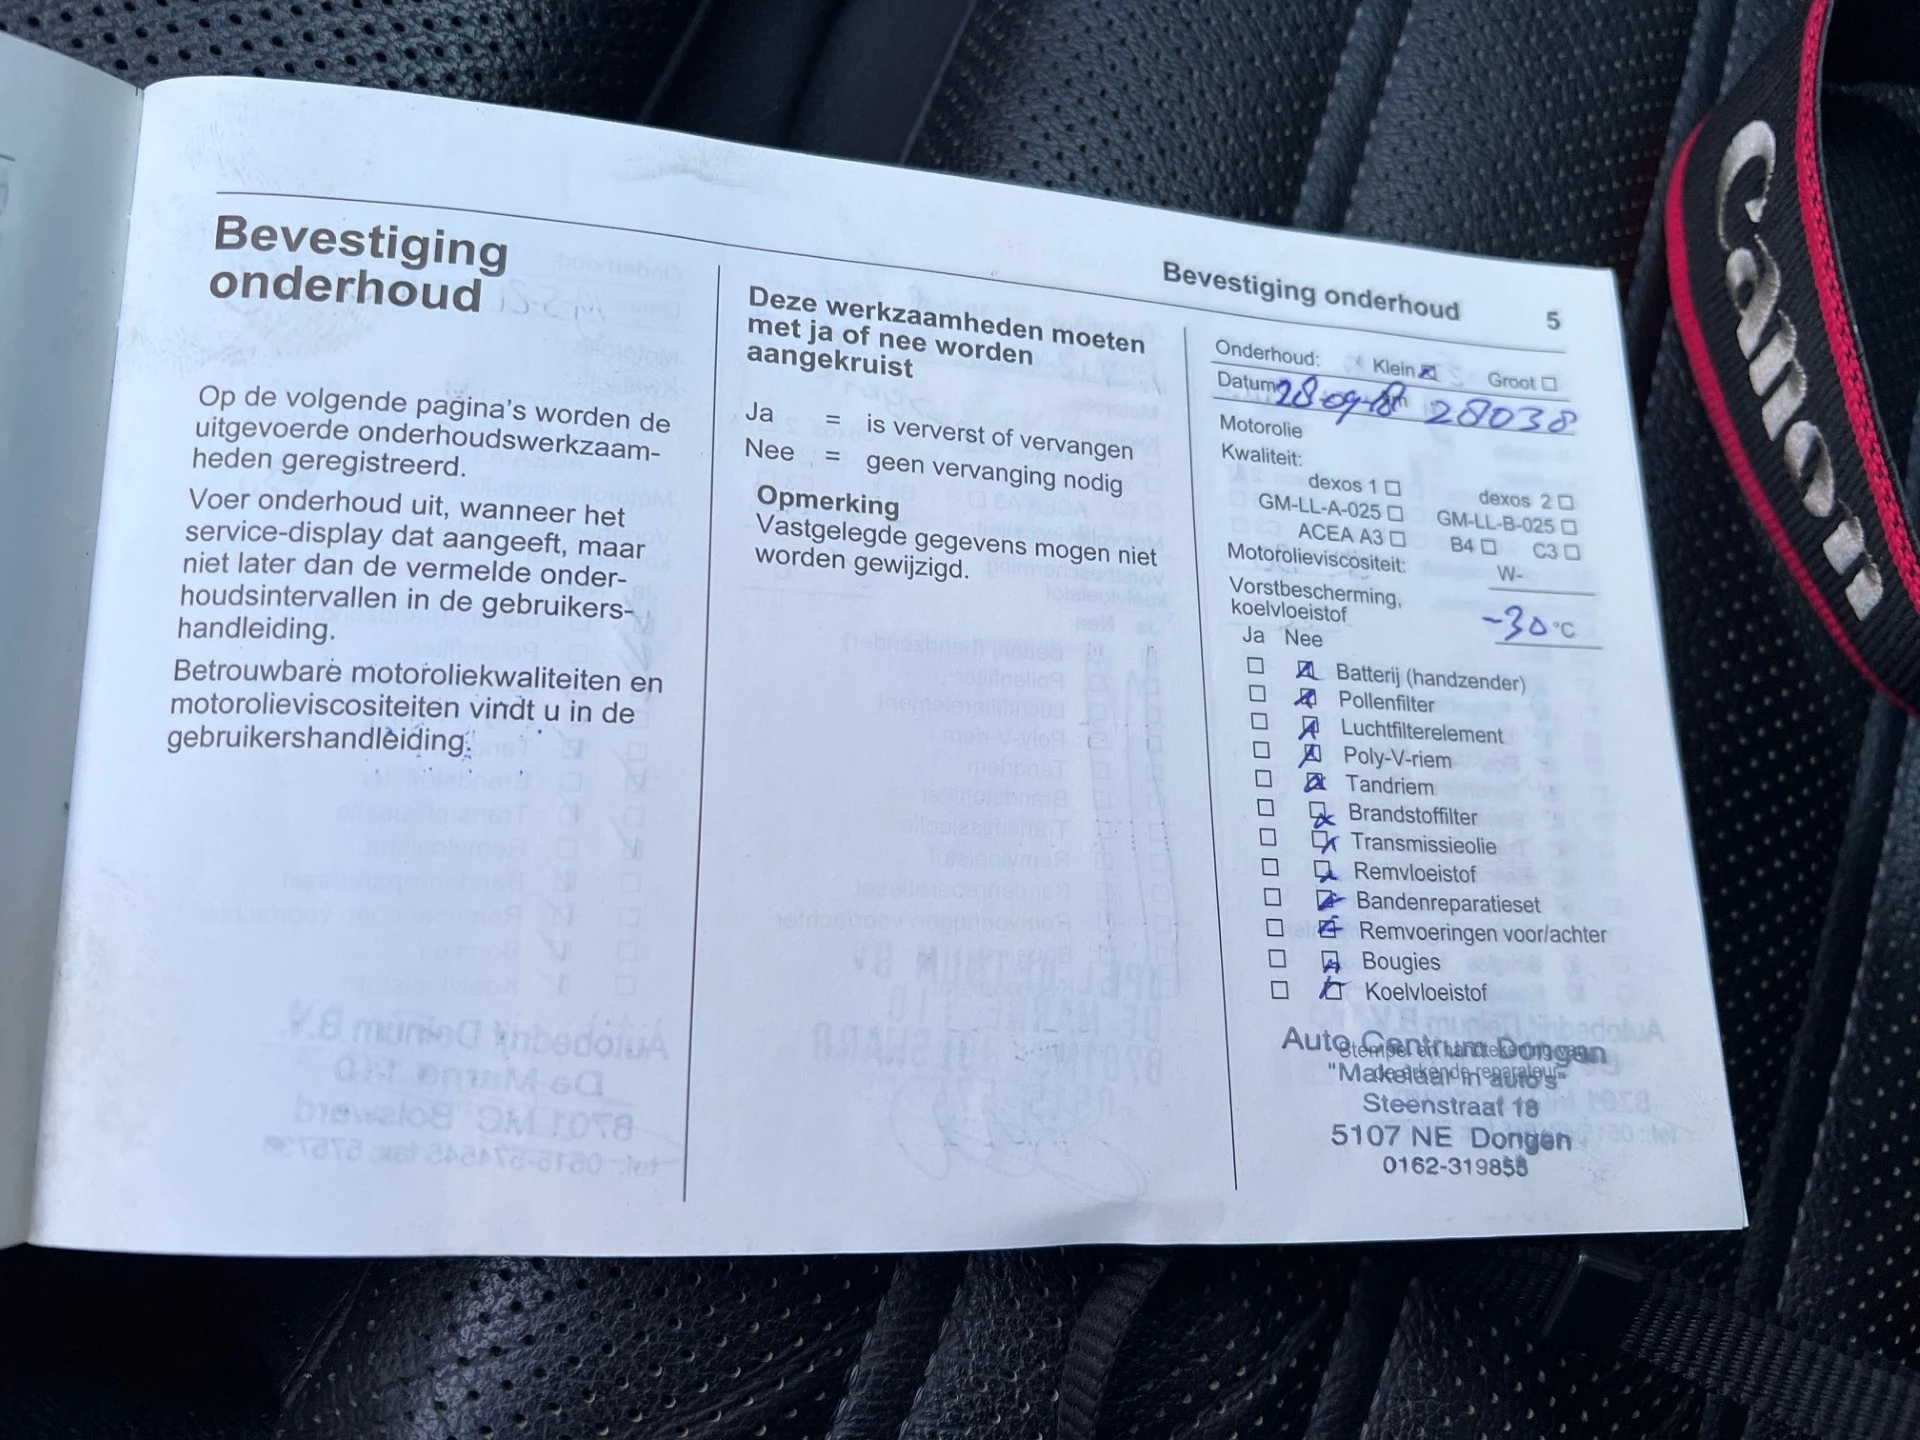 Bevestiging
onderhoud
Op de volgende pagina's worden de
uitgevoerde onderhoudswerkzaam-
heden geregistreerd.
Voer onderhoud uit, wanneer het
service-display dat aangeeft, maar
niet later dan de vermelde onder-
houdsintervallen in de gebruikers-
handleiding.
Betrouwbare motoroliekwaliteiten en
motorolieviscositeiten vindt u in de
gebruikershandleiding.
Deze werkzaamheden moeten
met ja of nee worden
aangekruist
Ja = is ververst of vervangen
Nee = geen vervanging nodig
Opmerking
Vastgelegde gegevens mogen niet
worden gewijzigd.
Bevestiging onderhoud 5
Onderhoud: Klein Groot
Datum 28-09-18 km 28038
Motorolie
Kwaliteit:
dexos 1 dexos 2
GM-LL-A-025 GM-LL-B-025
ACEA A3 B4 C3
Motorolieviscositeit: W-
Vorstbescherming,
koelvloeistof -30 °C
Ja Nee
Batterij (handzender)
Pollenfilter
Luchtfilterelement
Poly-V-riem
Tandriem
Brandstoffilter
Transmissieolie
Remvloeistof
Bandenreparatieset
Remvoeringen voor/achter
Bougies
Koelvloeistof
Auto Centrum Dongen
"Makelaar in auto's"
Steenstraat 18
5107 NE Dongen
0162-319858
Canon